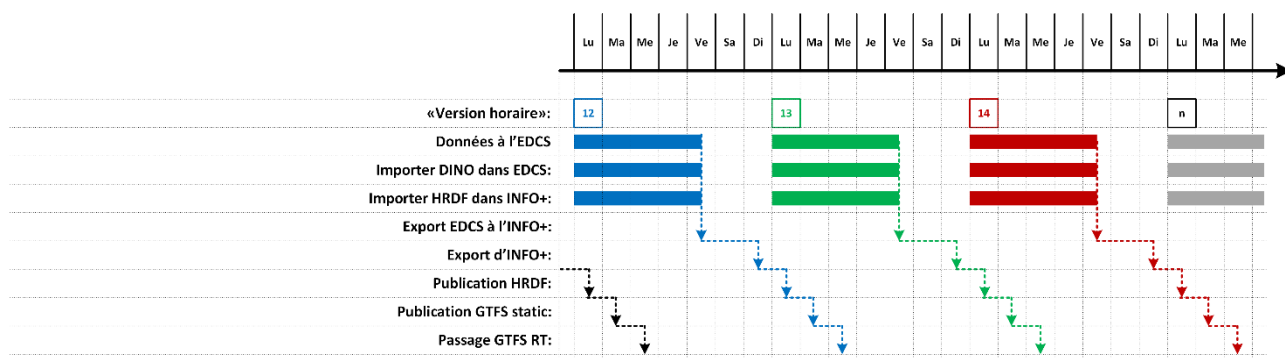 Lu Ma Me Je Ve Sa Di Lu Ma Me Je Ve Sa Di Lu Ma Me Je Ve Sa Di Lu Ma Me
«Version horaire»: 12 13 14 n
Données à l'EDCS
Importer DINO dans EDCS:
Importer HRDF dans INFO+:
Export EDCS à l'INFO+:
Export d'INFO+:
Publication HRDF:
Publication GTFS static:
Passage GTFS RT: